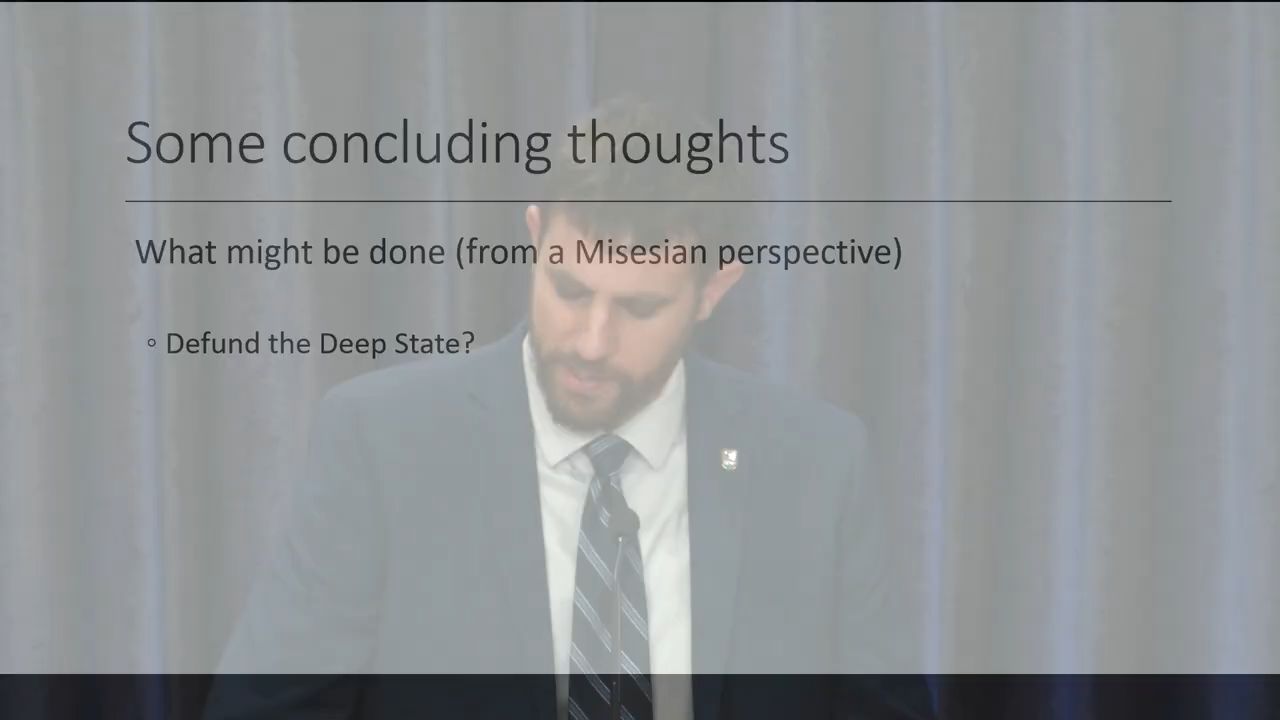 Some concluding thoughts
What might be done (from a Misesian perspective)
◦ Defund the Deep State?